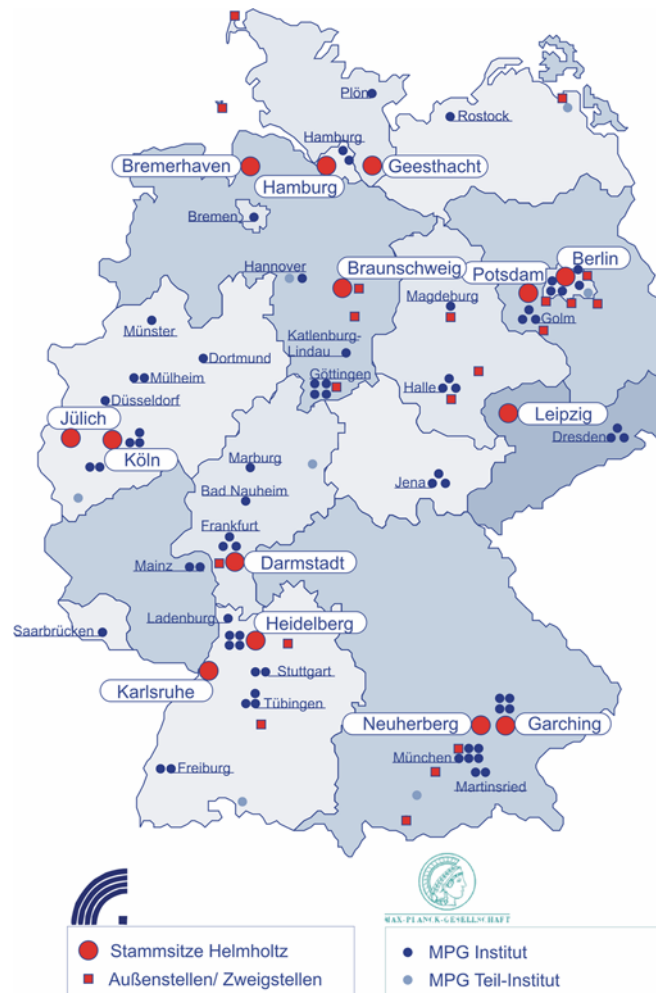 Plön
Rostock
Hamburg
Bremerhaven
Hamburg
Geesthacht
Bremen
Hannover
Braunschweig
Potsdam
Berlin
Magdeburg
Golm
Münster
Katlenburg-
Lindau
Dortmund
Mülheim
Göttingen
Halle
Düsseldorf
Jülich
Leipzig
Köln
Dresden
Marburg
Jena
Bad Nauheim
Frankfurt
Mainz
Darmstadt
Ladenburg
Heidelberg
Saarbrücken
Stuttgart
Karlsruhe
Tübingen
Neuherberg
Garching
München
Freiburg
Martinsried
MAX-PLANCK-GESELLSCHAFT
Stammsitze Helmholtz
Außenstellen/ Zweigstellen
MPG Institut
MPG Teil-Institut